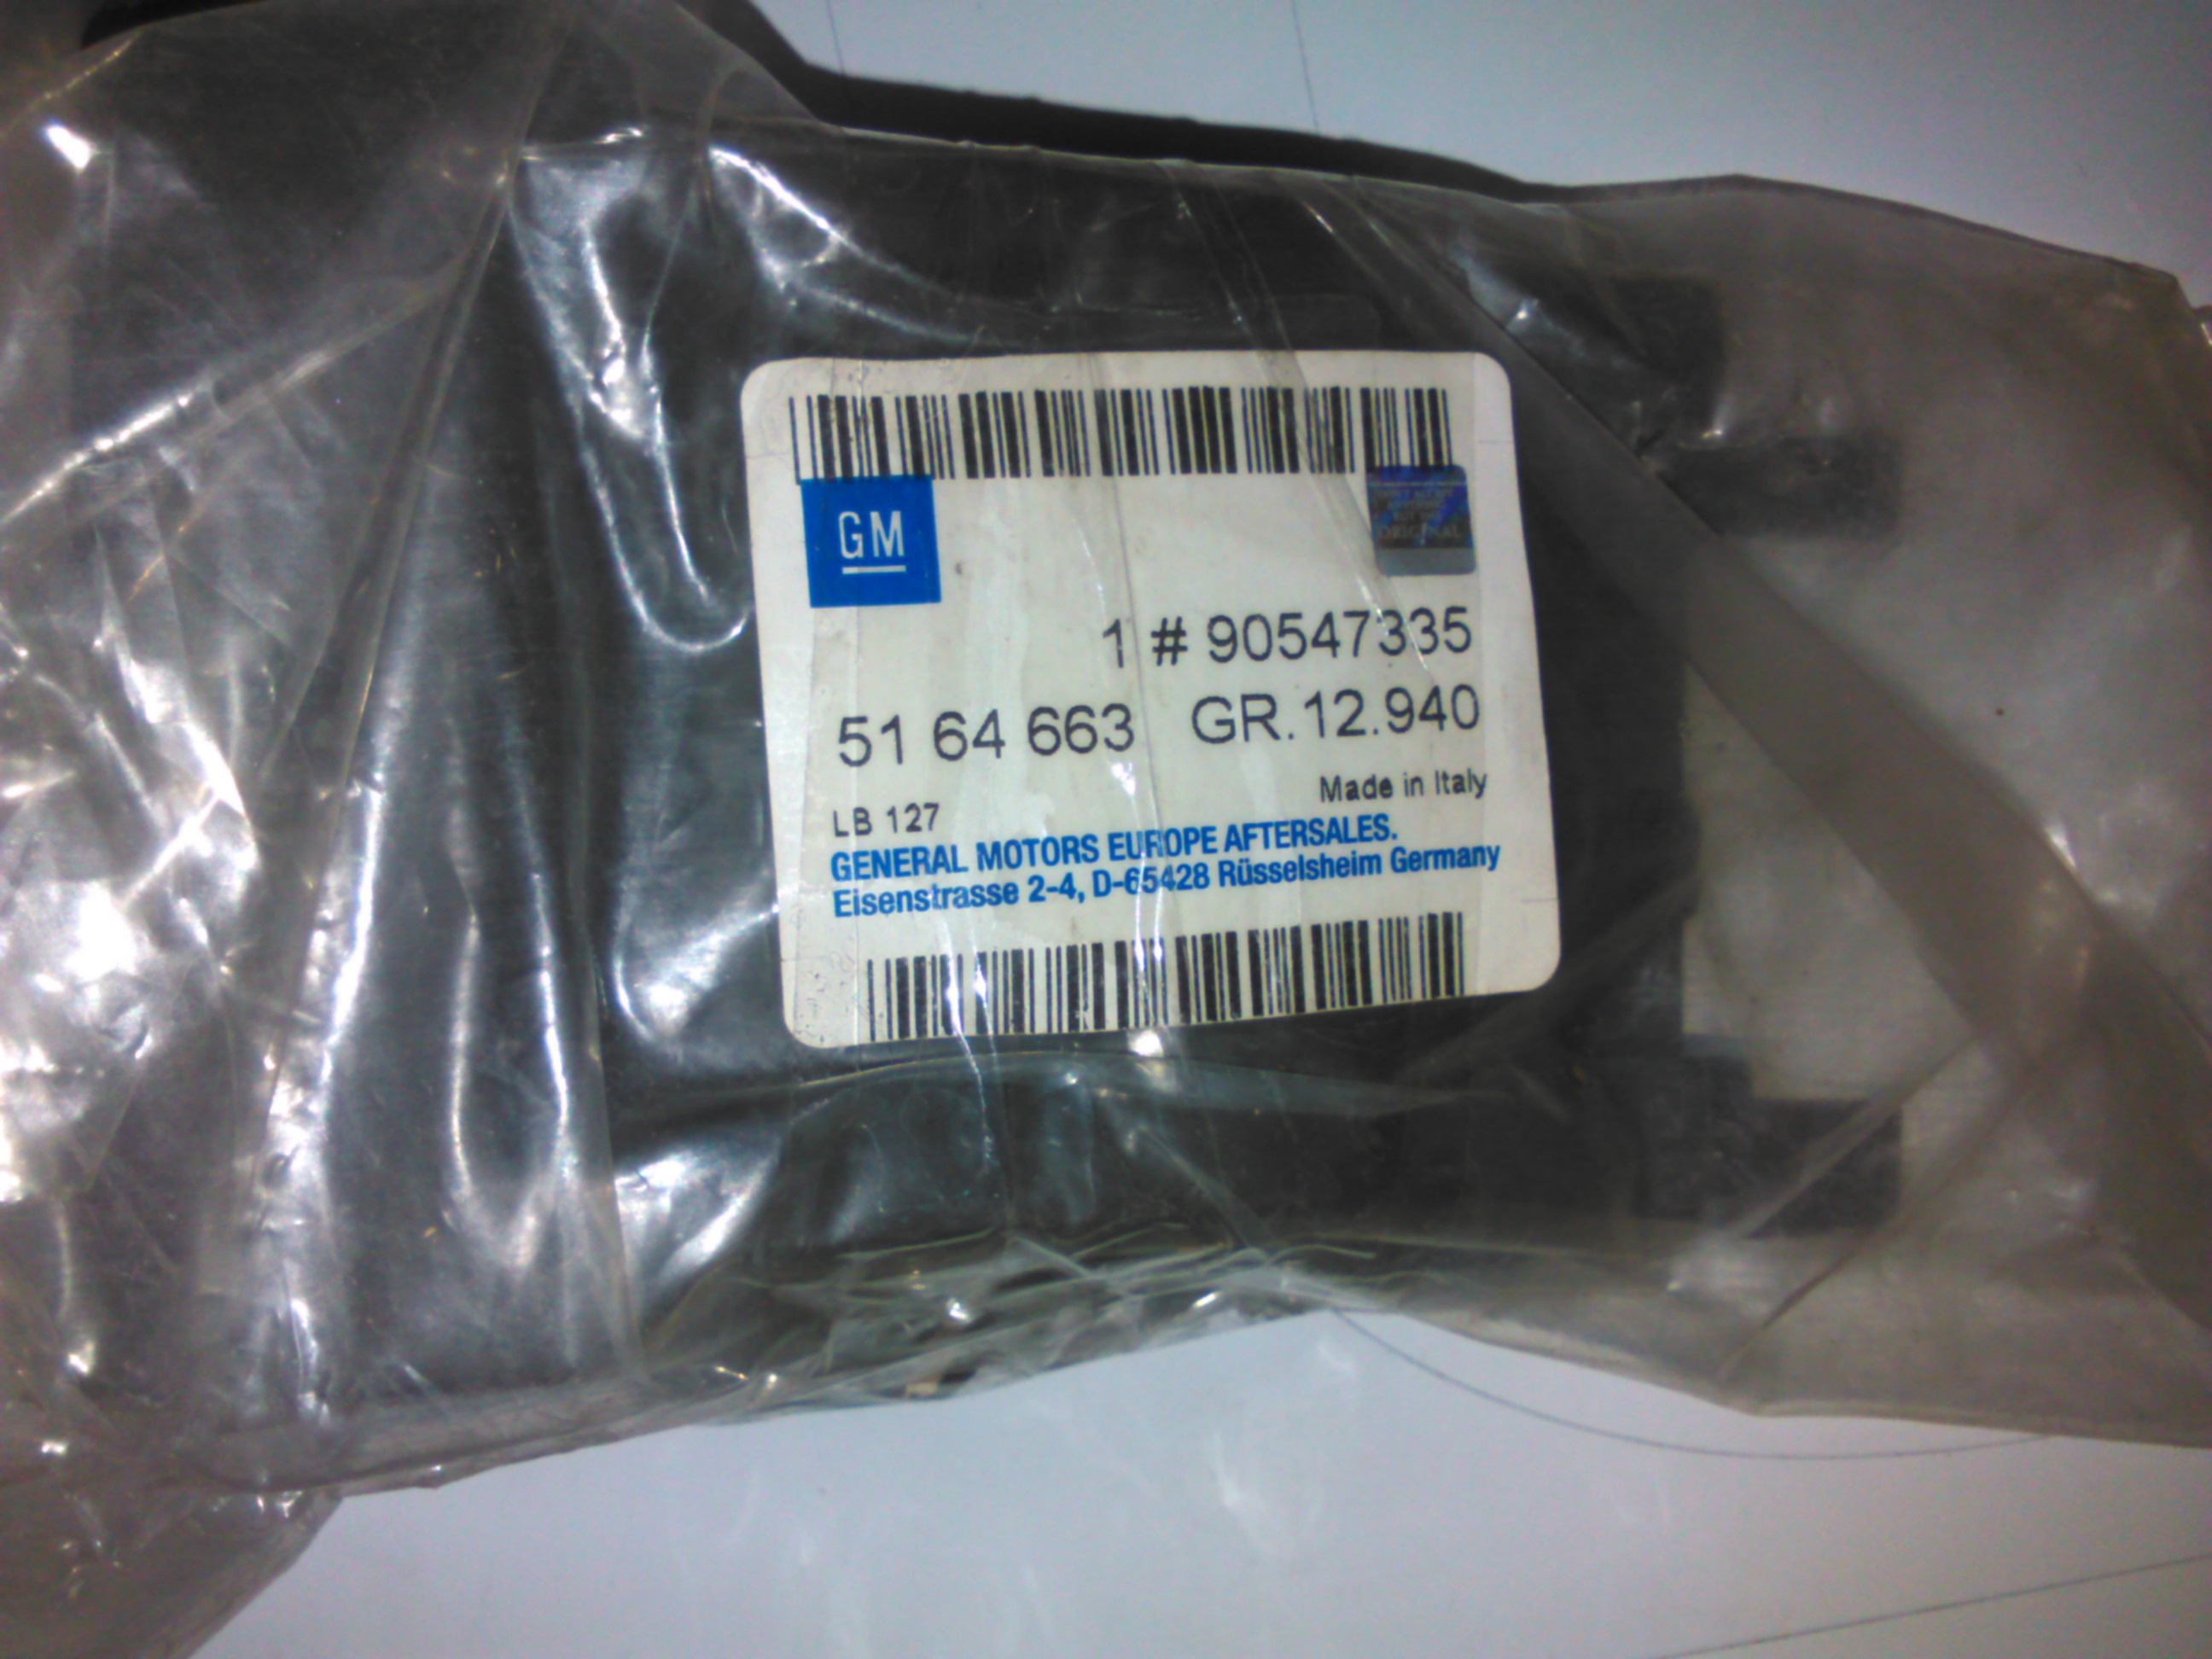 GM
ORIGINAL
1 # 90547335
51 64 663 GR.12.940
Made in Italy
LB 127
GENERAL MOTORS EUROPE AFTERSALES.
Eisenstrasse 2-4, D-65428 Rüsselsheim Germany